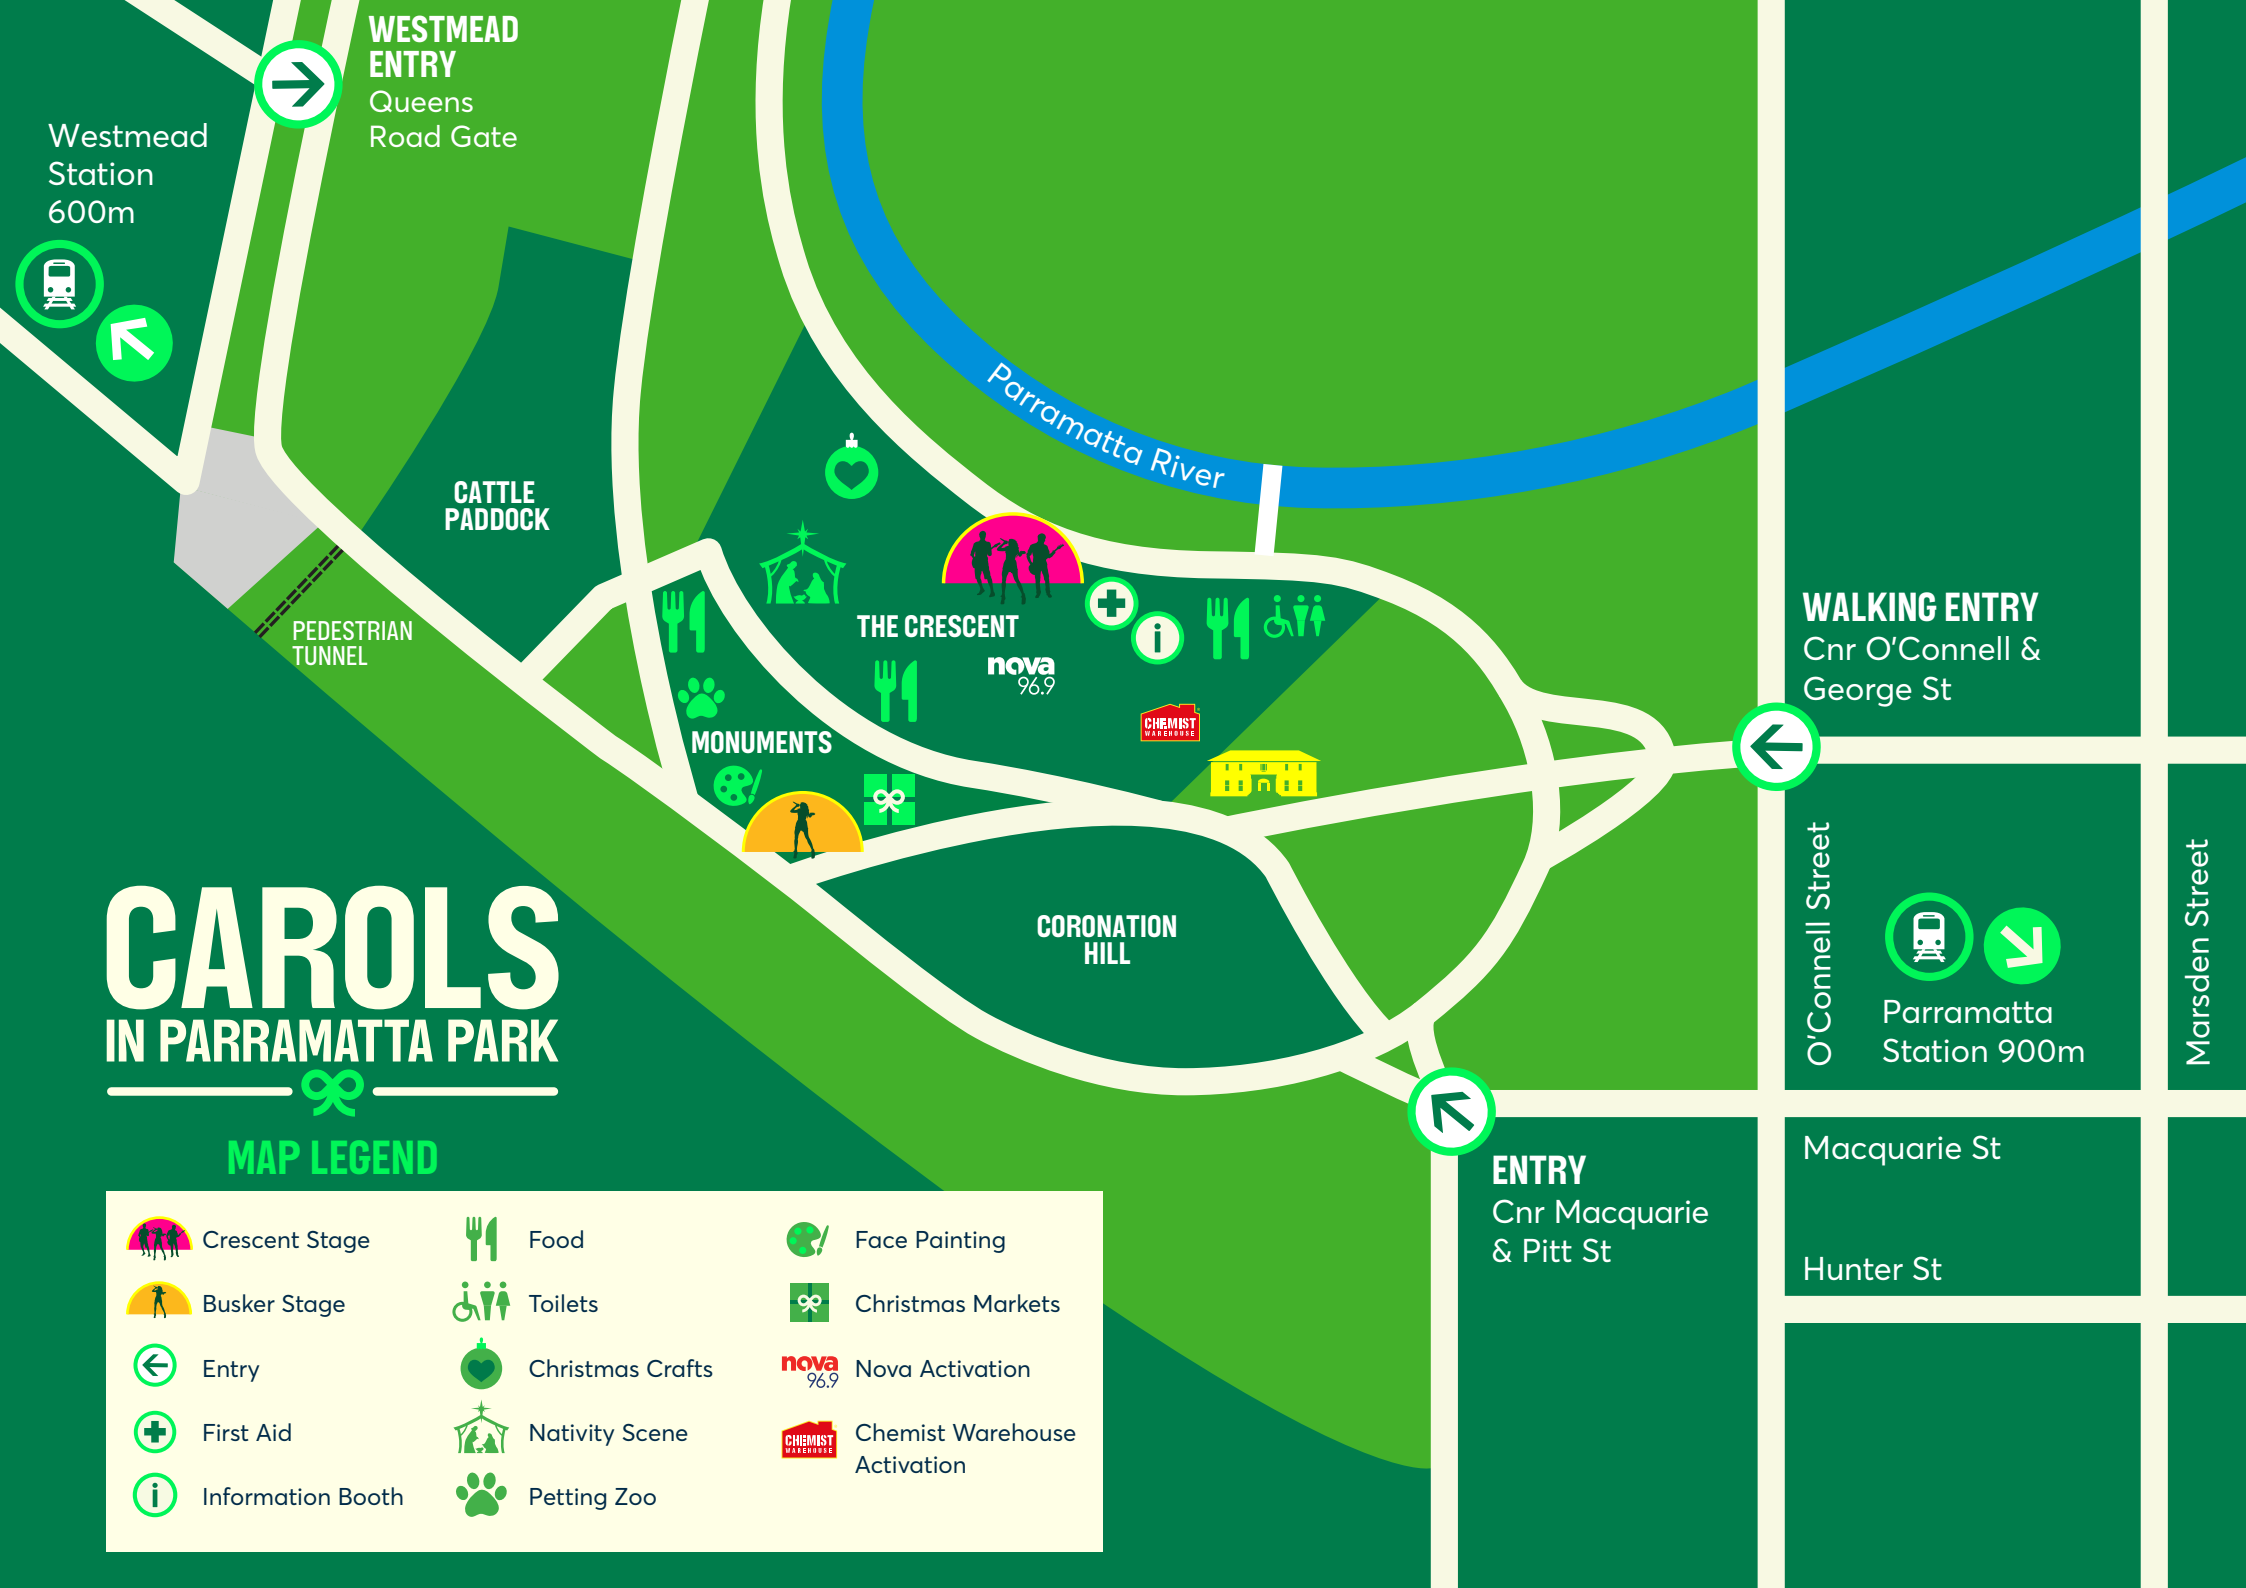 WESTMEAD
ENTRY
Queens
Road Gate
Westmead
Station
600m
Parramatta River
CATTLE
PADDOCK
PEDESTRIAN
TUNNEL
THE CRESCENT
nova
96.9
CHEMIST
WAREHOUSE
MONUMENTS
CORONATION
HILL
WALKING ENTRY
Cnr O'Connell &
George St
O'Connell Street
Marsden Street
Parramatta
Station 900m
Macquarie St
Hunter St
ENTRY
Cnr Macquarie
& Pitt St
CAROLS
IN PARRAMATTA PARK
MAP LEGEND
Crescent Stage
Busker Stage
Entry
First Aid
i
Information Booth
Food
Toilets
Christmas Crafts
Nativity Scene
Petting Zoo
Face Painting
Christmas Markets
nova
96.9
Nova Activation
CHEMIST
WAREHOUSE
Chemist Warehouse
Activation
i